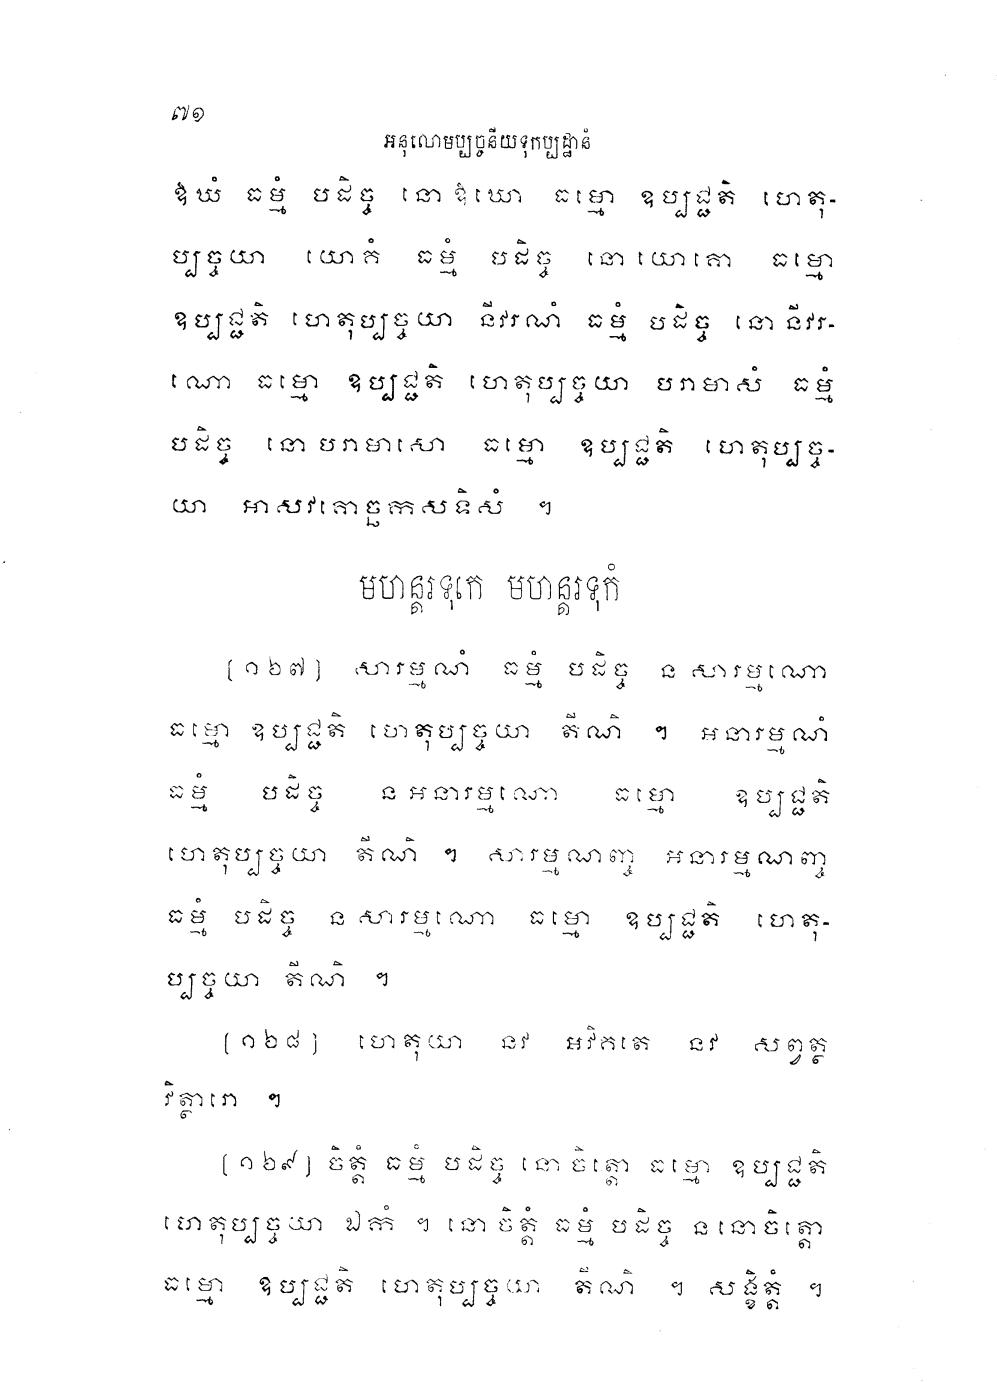 ៧១
អនុលោមប្បច្ចនីយទុកប្បដ្ឋានំ
ឱឃំ ធម្មំ បដិច្ច នោឱឃោ ធម្មោ ឧប្បជ្ជតិ ហេតុ-
ប្បច្ចយា យោគំ ធម្មំ បដិច្ច នោយោគោ ធម្មោ
ឧប្បជ្ជតិ ហេតុប្បច្ចយា នីវរណំ ធម្មំ បដិច្ច នោនីវរ-
ណោ ធម្មោ ឧប្បជ្ជតិ ហេតុប្បច្ចយា បរាមាសំ ធម្មំ
បដិច្ច នោបរាមាសោ ធម្មោ ឧប្បជ្ជតិ ហេតុប្បច្ច-
យា អាសវគោច្ឆកសទិសំ ។
មហន្តរទុកេ មហន្តរទុកំ
[១២៧] សារម្មណំ ធម្មំ បដិច្ច ន សារម្មណោ
ធម្មោ ឧប្បជ្ជតិ ហេតុប្បច្ចយា តីណិ ។ អនារម្មណំ
ធម្មំ បដិច្ច ន អនារម្មណោ ធម្មោ ឧប្បជ្ជតិ
ហេតុប្បច្ចយា តីណិ ។ សារម្មណញ្ច អនារម្មណញ្ច
ធម្មំ បដិច្ច ន សារម្មណោ ធម្មោ ឧប្បជ្ជតិ ហេតុ-
ប្បច្ចយា តីណិ ។
[១២៨] ហេតុយា នវ អវិគតេ នវ សព្វត្ថ
វិត្ថារោ ។
[១២៩] ចិត្តំ ធម្មំ បដិច្ច នោចិត្តោ ធម្មោ ឧប្បជ្ជតិ
ហេតុប្បច្ចយា ឯកំ ។ នោចិត្តំ ធម្មំ បដិច្ច ននោចិត្តោ
ធម្មោ ឧប្បជ្ជតិ ហេតុប្បច្ចយា តីណិ ។ សង្ខិត្តំ ។